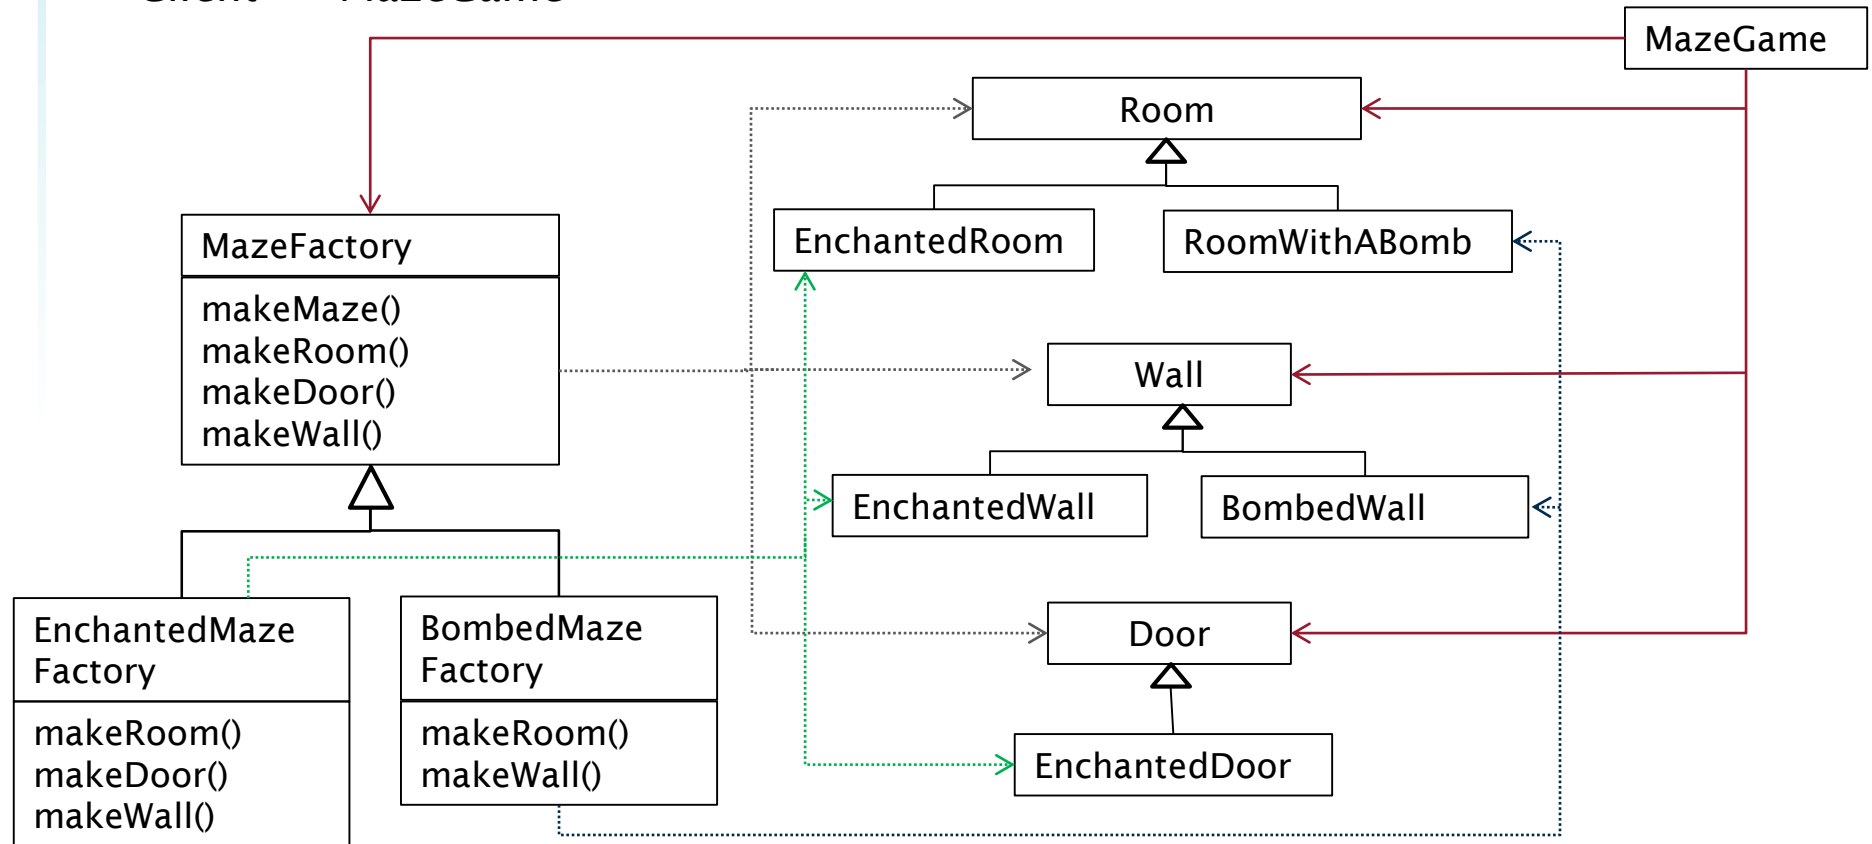 MazeGame
Room
EnchantedRoom
RoomWithABomb
MazeFactory
makeMaze()
makeRoom()
makeDoor()
makeWall()
Wall
EnchantedWall
BombedWall
EnchantedMaze
Factory
makeRoom()
makeDoor()
makeWall()
BombedMaze
Factory
makeRoom()
makeWall()
Door
EnchantedDoor